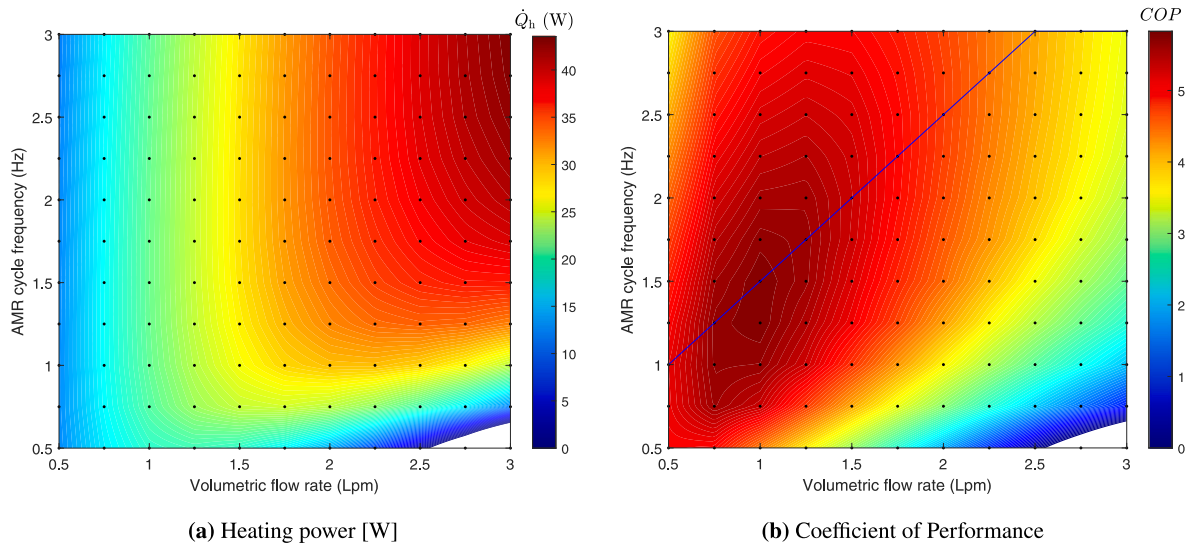 Q̇h (W)
3
2.5
2
1.5
1
0.5
AMR cycle frequency (Hz)
0.5 1 1.5 2 2.5 3
Volumetric flow rate (Lpm)
40
35
30
25
20
15
10
5
0
(a) Heating power [W]
COP
3
2.5
2
1.5
1
0.5
AMR cycle frequency (Hz)
0.5 1 1.5 2 2.5 3
Volumetric flow rate (Lpm)
5
4
3
2
1
0
(b) Coefficient of Performance